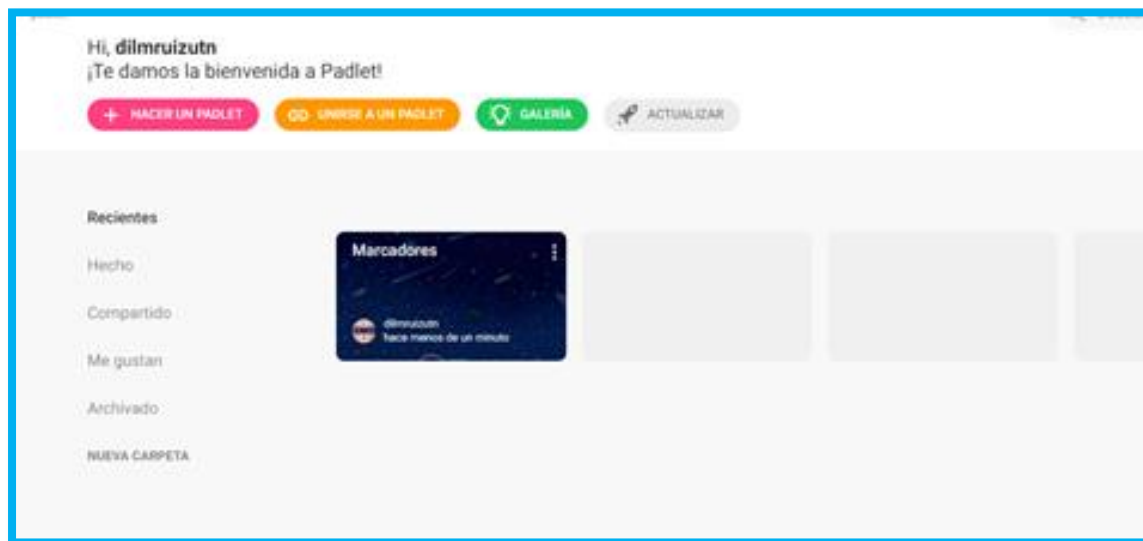 Hi, dilmruizutn
¡Te damos la bienvenida a Padlet!
HACER UN PADLET
UNIRSE A UN PADLET
GALERÍA
ACTUALIZAR
Recientes
Hecho
Compartido
Me gustan
Archivado
NUEVA CARPETA
Marcadores
dilmruizutn
hace menos de un minuto